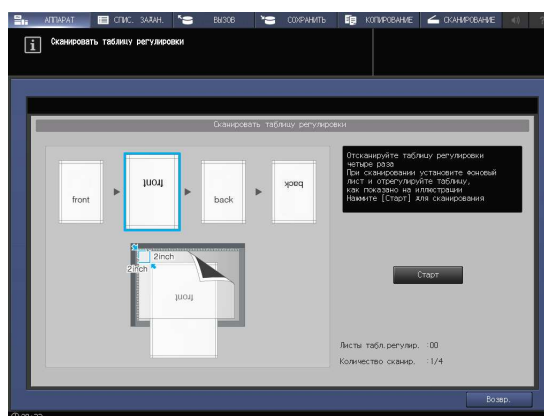 АППАРАТ СПИС. ЗАДАН. ВЫЗОВ СОХРАНИТЬ КОПИРОВАНИЕ СКАНИРОВАНИЕ
Сканировать таблицу регулировки
Сканировать таблицу регулировки
front front back back
Отсканируйте таблицу регулировки
четыре раза
При сканировании установите фоновый
лист и отрегулируйте таблицу,
как показано на иллюстрации
Нажмите [Старт] для сканирования
2inch
2inch
front
Старт
Листы табл.регулир. :00
Количество сканир. :1/4
Возвр.